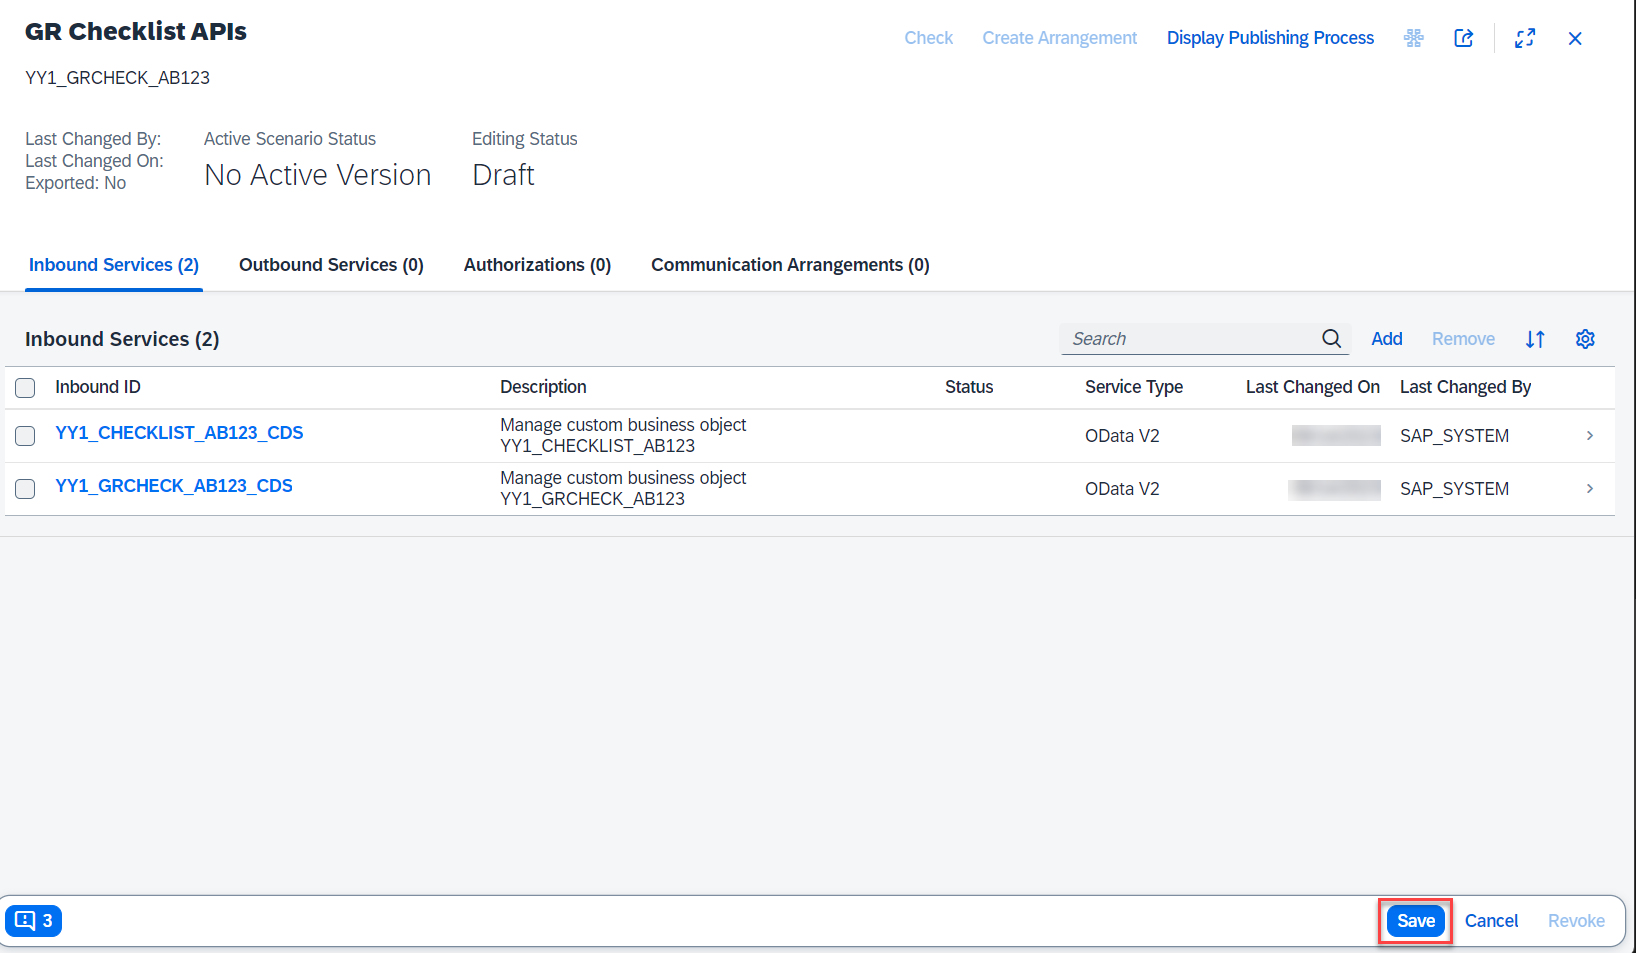 GR Checklist APIs
Check
Create Arrangement
Display Publishing Process
YY1_GRCHECK_AB123
Last Changed By:
Last Changed On:
Exported: No
Active Scenario Status
No Active Version
Editing Status
Draft
Inbound Services (2)
Outbound Services (0)
Authorizations (0)
Communication Arrangements (0)
Inbound Services (2)
Search
Add
Remove
Inbound ID
Description
Status
Service Type
Last Changed On
Last Changed By
YY1_CHECKLIST_AB123_CDS
Manage custom business object
YY1_CHECKLIST_AB123
OData V2
SAP_SYSTEM
YY1_GRCHECK_AB123_CDS
Manage custom business object
YY1_GRCHECK_AB123
OData V2
SAP_SYSTEM
3
Save
Cancel
Revoke